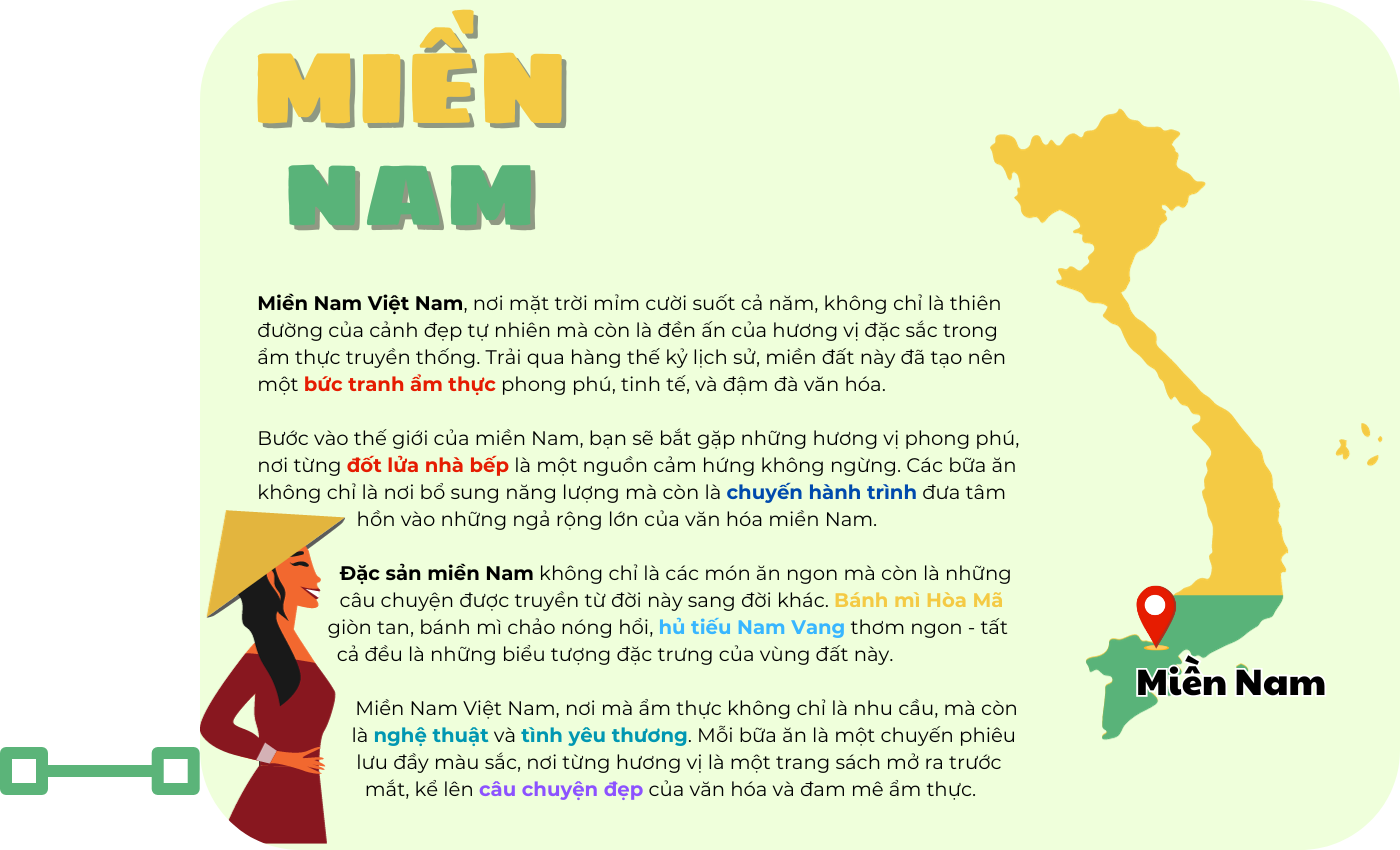 MIỀN
NAM
Miền Nam Việt Nam, nơi mặt trời mỉm cười suốt cả năm, không chỉ là thiên
đường của cảnh đẹp tự nhiên mà còn là đền ấn của hương vị đặc sắc trong
ẩm thực truyền thống. Trải qua hàng thế kỷ lịch sử, miền đất này đã tạo nên
một bức tranh ẩm thực phong phú, tinh tế, và đậm đà văn hóa.
Bước vào thế giới của miền Nam, bạn sẽ bắt gặp những hương vị phong phú,
nơi từng đốt lửa nhà bếp là một nguồn cảm hứng không ngừng. Các bữa ăn
không chỉ là nơi bổ sung năng lượng mà còn là chuyến hành trình đưa tâm
hồn vào những ngả rộng lớn của văn hóa miền Nam.
Đặc sản miền Nam không chỉ là các món ăn ngon mà còn là những
câu chuyện được truyền từ đời này sang đời khác. Bánh mì Hòa Mã
giòn tan, bánh mì chảo nóng hổi, hủ tiếu Nam Vang thơm ngon - tất
cả đều là những biểu tượng đặc trưng của vùng đất này.
Miền Nam Việt Nam, nơi mà ẩm thực không chỉ là nhu cầu, mà còn
là nghệ thuật và tình yêu thương. Mỗi bữa ăn là một chuyến phiêu
lưu đầy màu sắc, nơi từng hương vị là một trang sách mở ra trước
mắt, kể lên câu chuyện đẹp của văn hóa và đam mê ẩm thực.
Miền Nam